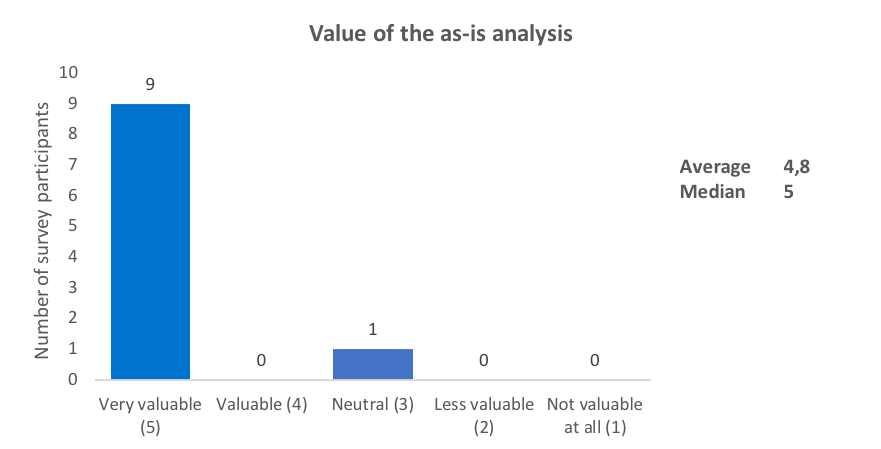 Value of the as-is analysis
Number of survey participants
10
9
8
7
6
5
4
3
2
1
0
9
0
1
0
0
Very valuable
(5)
Valuable (4)
Neutral (3)
Less valuable
(2)
Not valuable
at all (1)
Average 4,8
Median 5